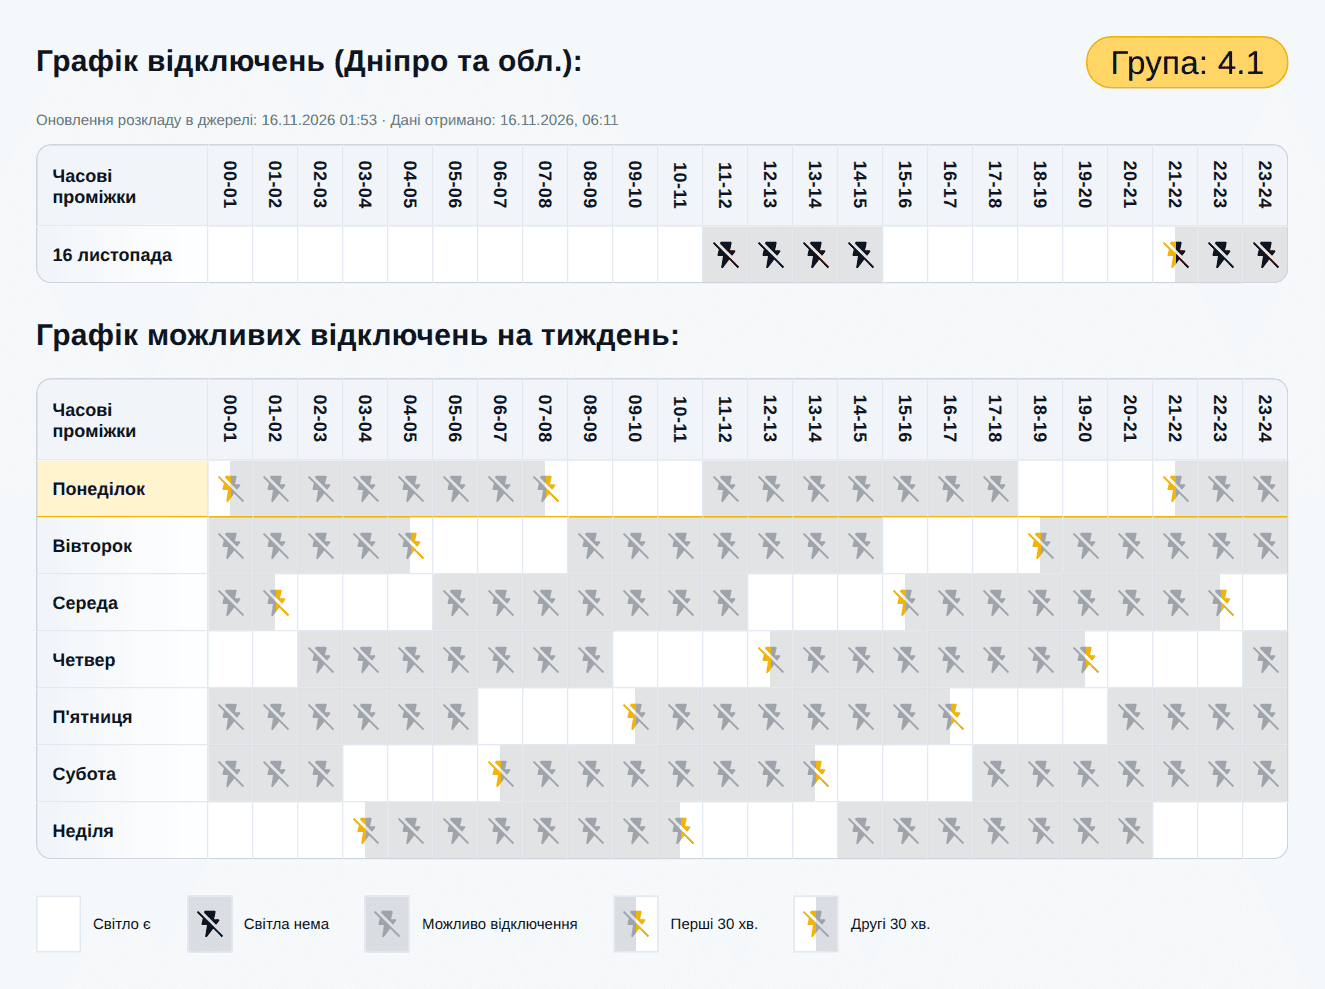 Графік відключень (Дніпро та обл.):
Група: 4.1
Оновлення розкладу в джерелі: 16.11.2026 01:53 · Дані отримано: 16.11.2026, 06:11
Часові
проміжки
00-01
01-02
02-03
03-04
04-05
05-06
06-07
07-08
08-09
09-10
10-11
11-12
12-13
13-14
14-15
15-16
16-17
17-18
18-19
19-20
20-21
21-22
22-23
23-24
16 листопада
Графік можливих відключень на тиждень:
Часові
проміжки
00-01
01-02
02-03
03-04
04-05
05-06
06-07
07-08
08-09
09-10
10-11
11-12
12-13
13-14
14-15
15-16
16-17
17-18
18-19
19-20
20-21
21-22
22-23
23-24
Понеділок
Вівторок
Середа
Четвер
П'ятниця
Субота
Неділя
Світло є
Світла нема
Можливо відключення
Перші 30 хв.
Другі 30 хв.